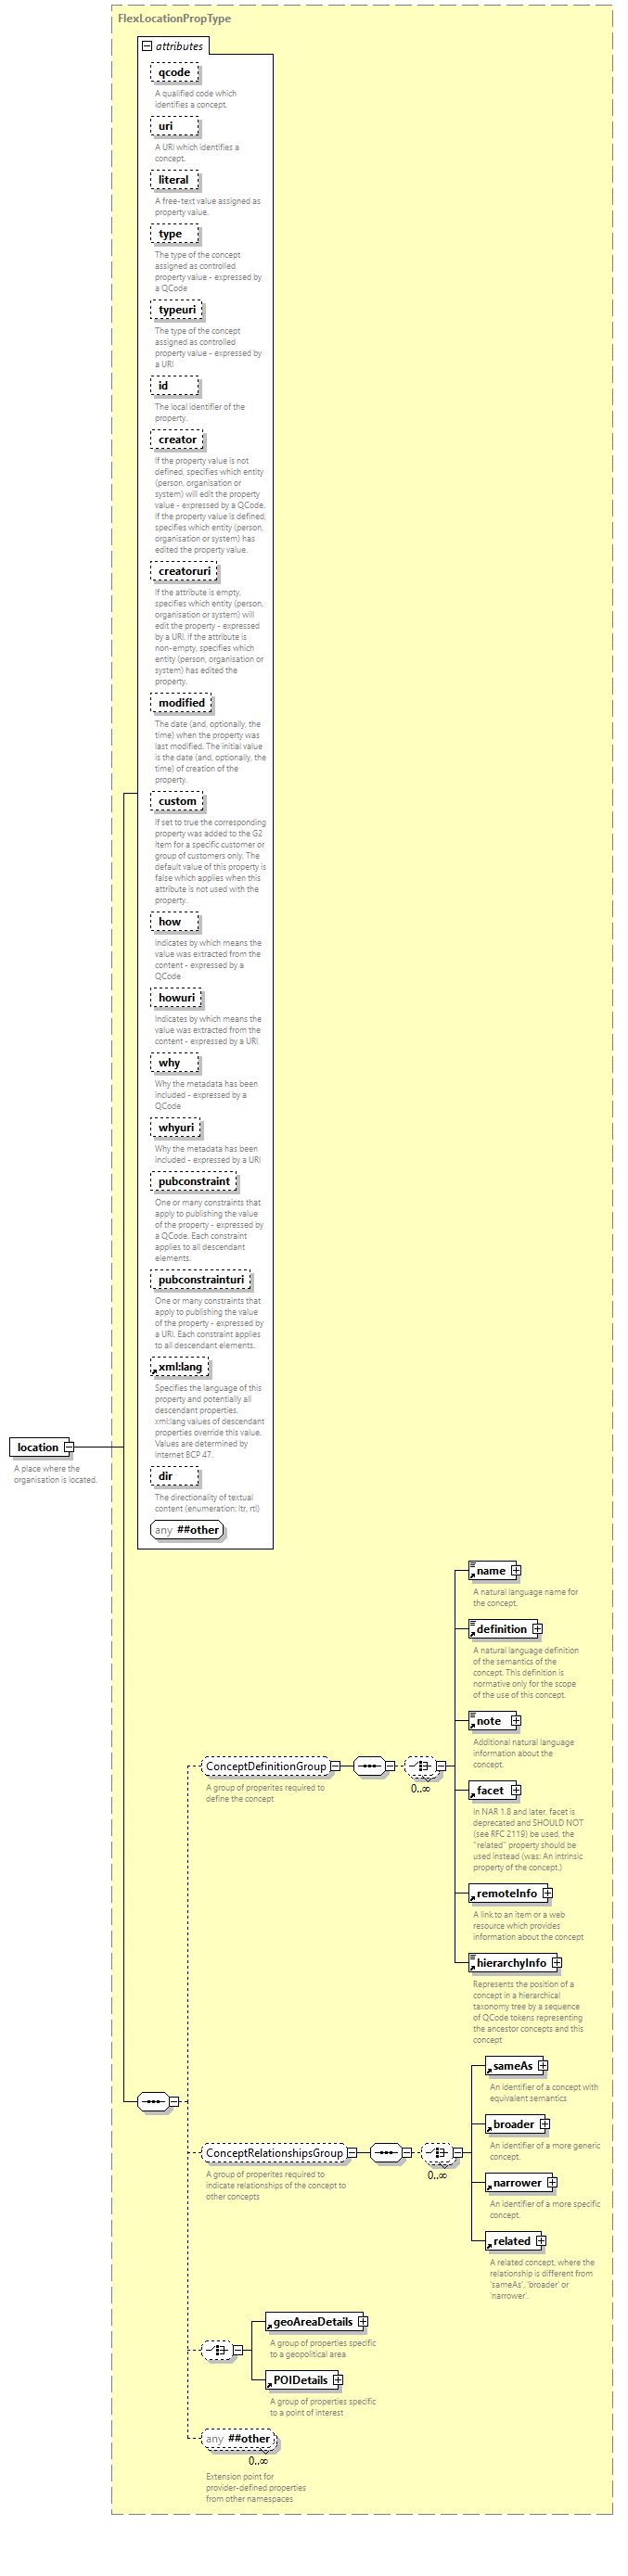 FlexLocationPropType
attributes
qcode
A qualified code which
identifies a concept.
uri
A URI which identifies a
concept.
literal
A free-text value assigned as
property value.
type
The type of the concept
assigned as controlled
property value - expressed by
a QCode
typeuri
The type of the concept
assigned as controlled
property value - expressed by
a URI
id
The local identifier of the
property.
creator
If the property value is not
defined, specifies which entity
(person, organisation or
system) will edit the property
value - expressed by a QCode.
If the property value is defined,
specifies which entity (person,
organisation or system) has
edited the property value.
creatoruri
If the attribute is empty,
specifies which entity (person,
organisation or system) will
edit the property - expressed
by a URI. If the attribute is
non-empty, specifies which
entity (person, organisation or
system) has edited the
property.
modified
The date (and, optionally, the
time) when the property was
last modified. The initial value
is the date (and, optionally, the
time) of creation of the
property.
custom
If set to true the corresponding
property was added to the G2
Item for a specific customer or
group of customers only. The
default value of this property is
false which applies when this
attribute is not used with the
property.
how
Indicates by which means the
value was extracted from the
content - expressed by a
QCode
howuri
Indicates by which means the
value was extracted from the
content - expressed by a URI
why
Why the metadata has been
included - expressed by a
QCode
whyuri
Why the metadata has been
included - expressed by a URI
pubconstraint
One or many constraints that
apply to publishing the value
of the property - expressed by
a QCode. Each constraint
applies to all descendant
elements.
pubconstrainturi
One or many constraints that
apply to publishing the value
of the property - expressed by
a URI. Each constraint applies
to all descendant elements.
xml:lang
Specifies the language of this
property and potentially all
descendant properties.
xml:lang values of descendant
properties override this value.
Values are determined by
Internet BCP 47.
dir
The directionality of textual
content (enumeration: ltr, rtl)
any ##other
location
A place where the
organisation is located.
name
A natural language name for
the concept.
definition
A natural language definition
of the semantics of the
concept. This definition is
normative only for the scope
of the use of this concept.
note
Additional natural language
information about the
concept.
ConceptDefinitionGroup
0..∞
A group of properites required to
define the concept
facet
In NAR 1.8 and later, facet is
deprecated and SHOULD NOT
(see RFC 2119) be used, the
"related" property should be
used instead (was: An intrinsic
property of the concept.)
remoteInfo
A link to an item or a web
resource which provides
information about the concept
hierarchyInfo
Represents the position of a
concept in a hierarchical
taxonomy tree by a sequence
of QCode tokens representing
the ancestor concepts and this
concept
sameAs
An identifier of a concept with
equivalent semantics
broader
An identifier of a more generic
concept.
ConceptRelationshipsGroup
0..∞
A group of properites required to
indicate relationships of the concept to
other concepts
narrower
An identifier of a more specific
concept.
related
A related concept, where the
relationship is different from
'sameAs', 'broader' or
'narrower'.
geoAreaDetails
A group of properties specific
to a geopolitical area
POIDetails
A group of properties specific
to a point of interest
any ##other
0..∞
Extension point for
provider-defined properties
from other namespaces